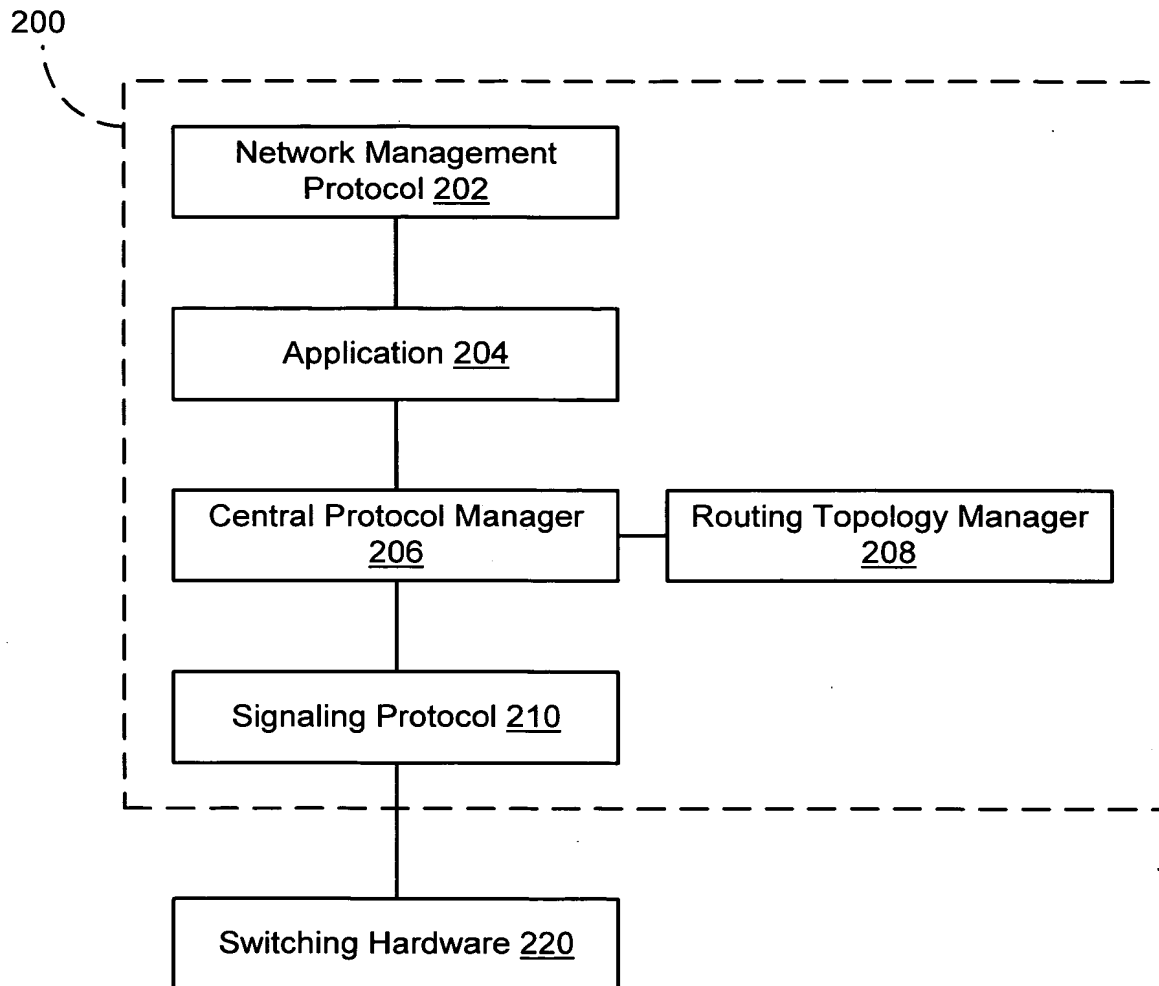 200
Network Management
Protocol 202
Application 204
Central Protocol Manager
206
Routing Topology Manager
208
Signaling Protocol 210
Switching Hardware 220